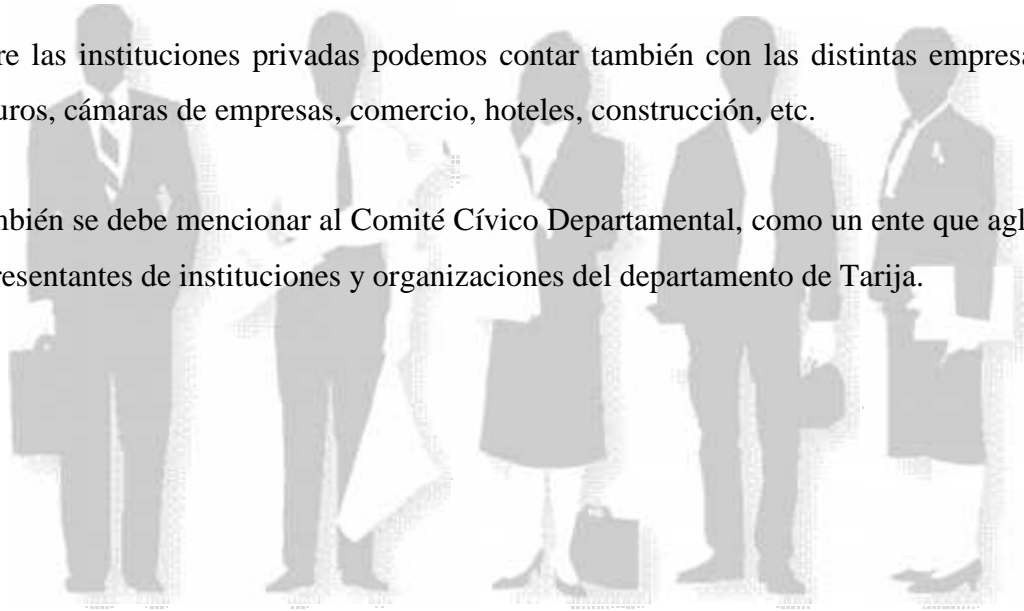 re las instituciones privadas podemos contar también con las distintas empresa
uros, cámaras de empresas, comercio, hoteles, construcción, etc.
mbién se debe mencionar al Comité Cívico Departamental, como un ente que agl
resentantes de instituciones y organizaciones del departamento de Tarija.